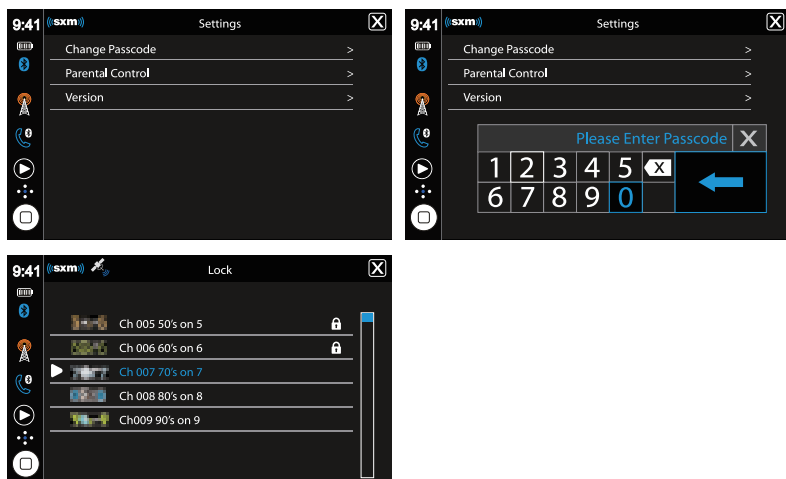 9:41 sxm Settings X
Change Passcode >
Parental Control >
Version >
9:41 sxm Settings X
Change Passcode >
Parental Control >
Version >
Please Enter Passcode X
1 2 3 4 5 X
6 7 8 9 0
9:41 sxm Lock X
Ch 005 50's on 5
Ch 006 60's on 6
Ch 007 70's on 7
Ch 008 80's on 8
Ch009 90's on 9